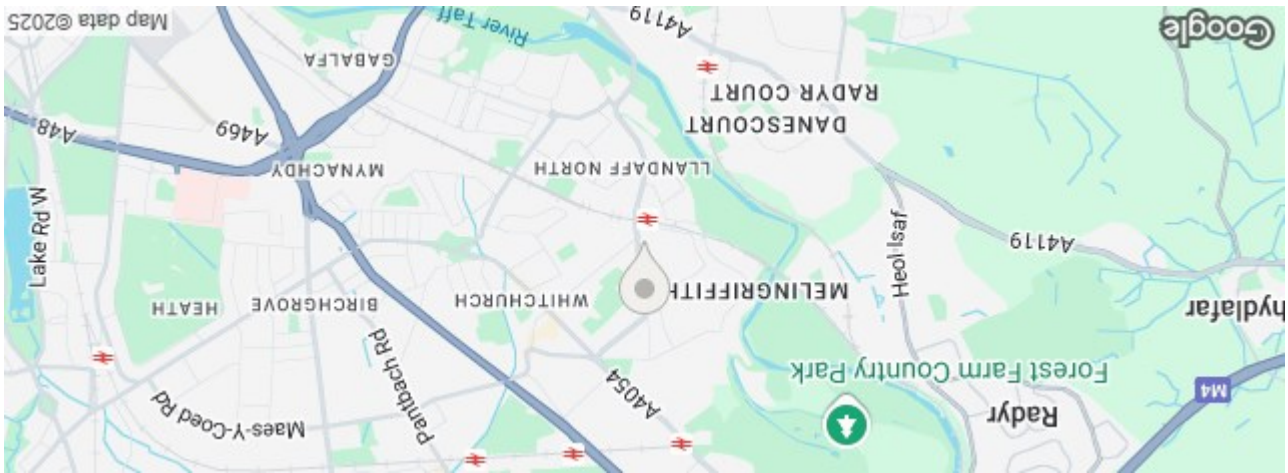 Radyr
M4
Forest Farm Country Park
A4054
Pantbach Rd
Maes-Y-Coed Rd
hydlafar
MELINGRIFFITH
WHITCHURCH
BIRCHGROVE
HEATH
Lake Rd W
A4119
Heol Isaf
LLANDAFF NORTH
MYNACHDY
A469
A48
DANESCOURT
RADYR COURT
GABALFA
Google
A4119
River Taff
Map data ©2025